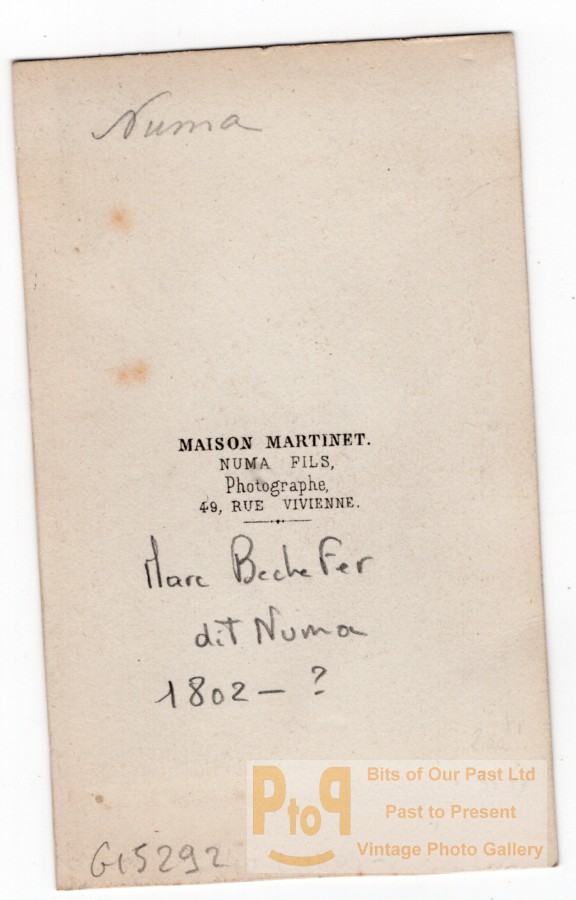 Numa
MAISON MARTINET.
NUMA FILS,
Photographe,
49, RUE VIVIENNE.
Marc Beche Fer
dit Numa
1802 – ?
G15292
PtoP
Bits of Our Past Ltd
Past to Present
Vintage Photo Gallery